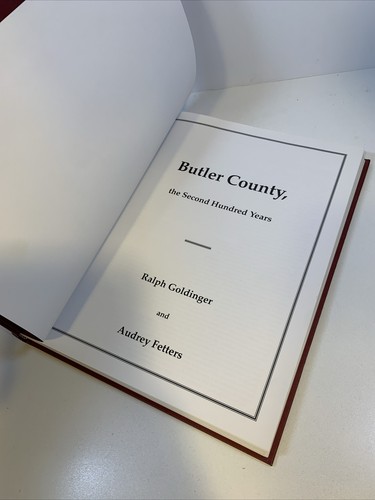 Butler County,
the Second Hundred Years
Ralph Goldinger
and
Audrey Fetters